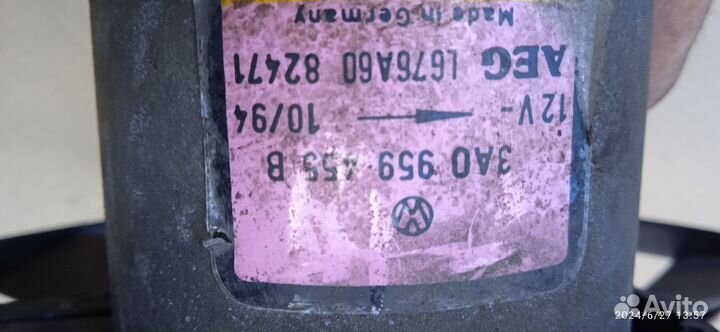 3A0 959 455 B
12V- 10/94
AEG L676A60 82471
Made in Germany
2024/6/27 13:57
Avito